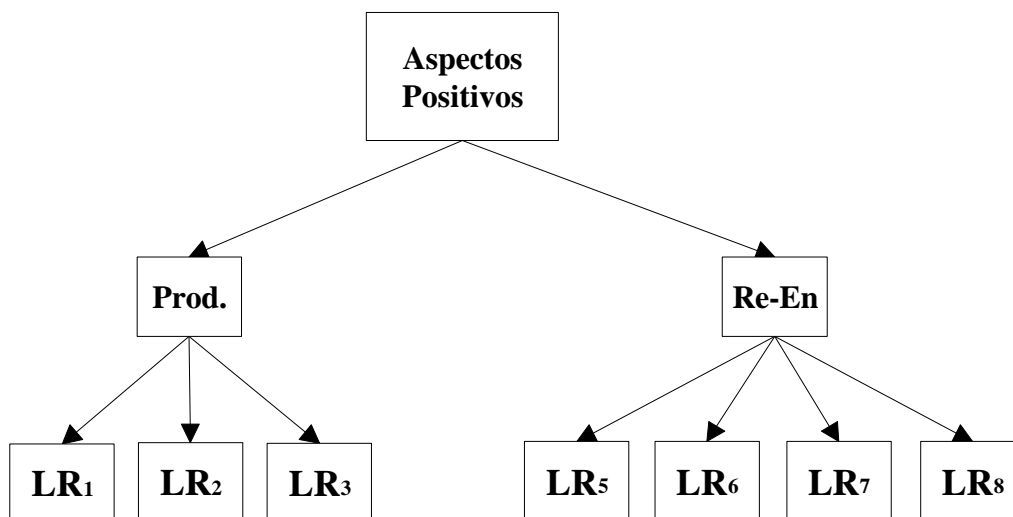 Aspectos
Positivos
Prod.
Re-En
LR1
LR2
LR3
LR5
LR6
LR7
LR8